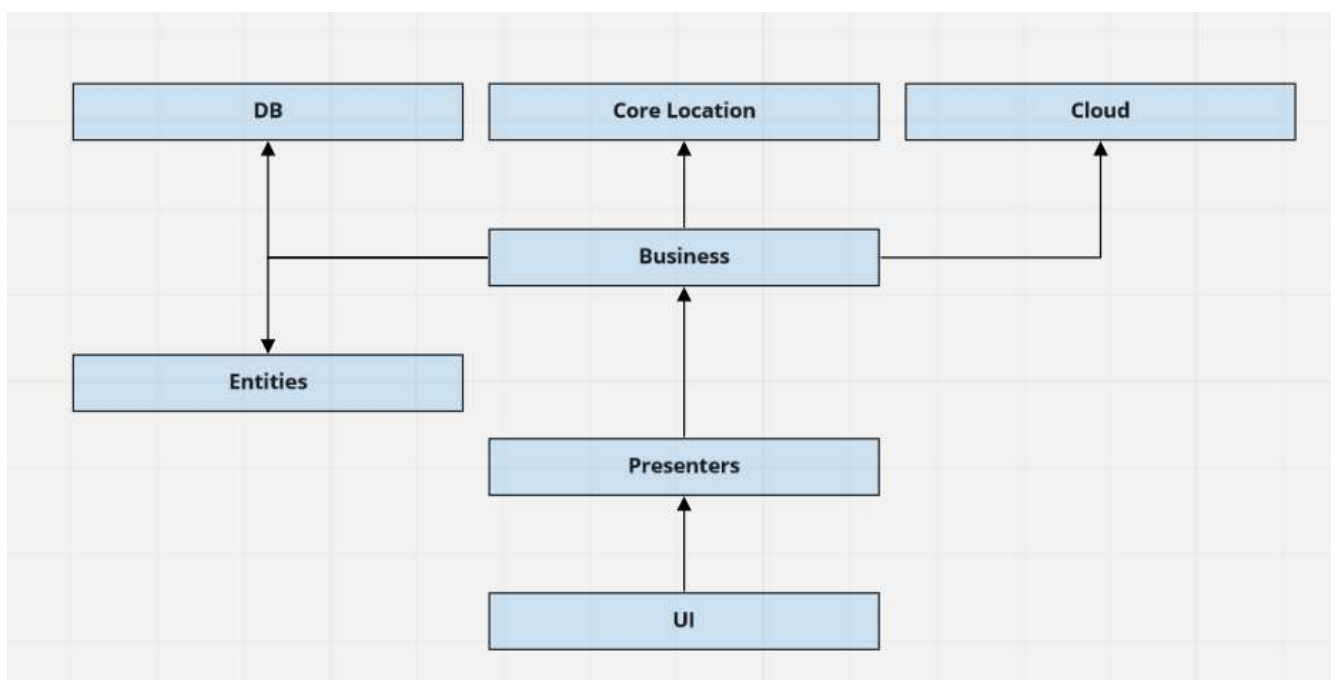 DB
Core Location
Cloud
Business
Entities
Presenters
UI